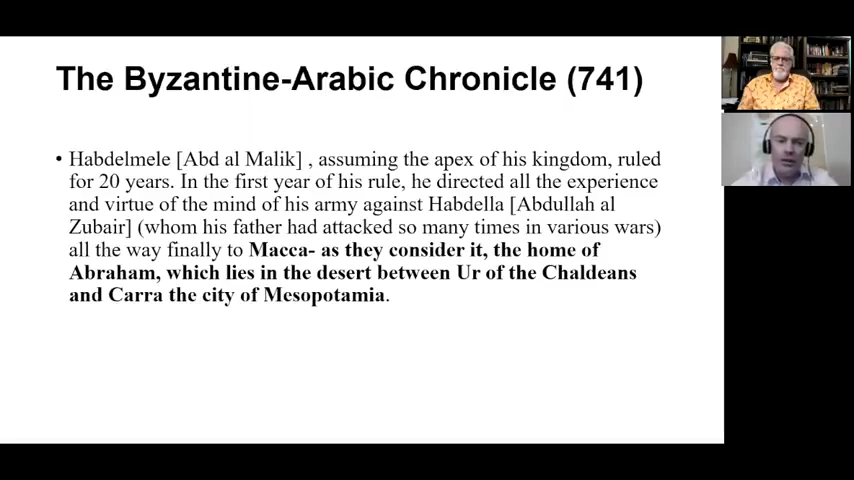 The Byzantine-Arabic Chronicle (741)
• Habdelmele [Abd al Malik] , assuming the apex of his kingdom, ruled
for 20 years. In the first year of his rule, he directed all the experience
and virtue of the mind of his army against Habdella [Abdullah al
Zubair] (whom his father had attacked so many times in various wars)
all the way finally to Macca- as they consider it, the home of
Abraham, which lies in the desert between Ur of the Chaldeans
and Carra the city of Mesopotamia.